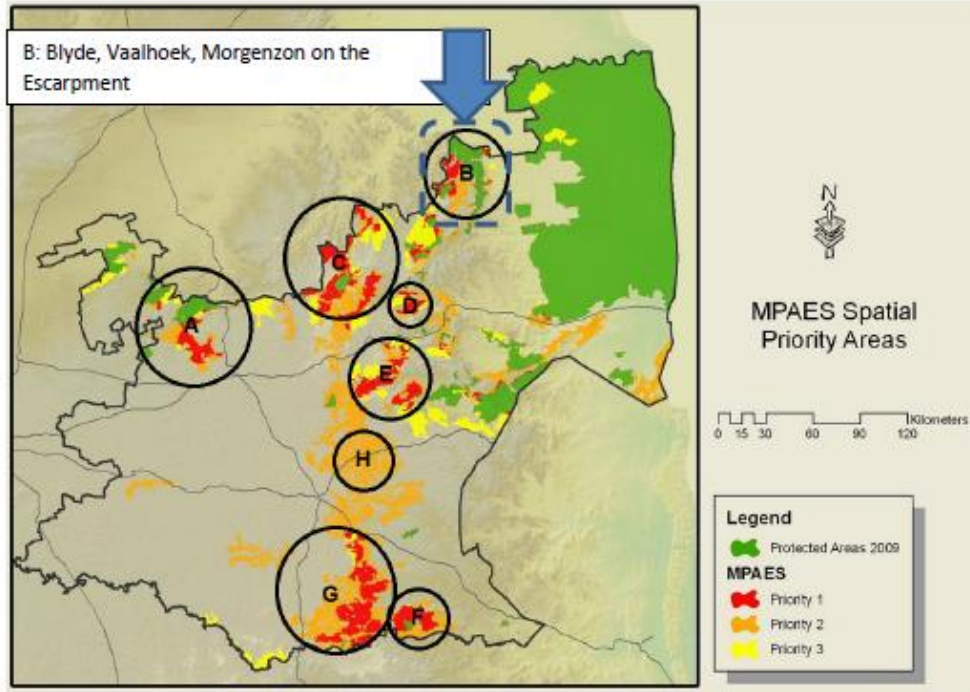 B: Blyde, Vaalhoek, Morgenzon on the
Escarpment
B
C
D
A
E
H
G
F
N
MPAES Spatial
Priority Areas
Kilometers
0 15 30 60 90 120
Legend
Protected Areas 2009
MPAES
Priority 1
Priority 2
Priority 3